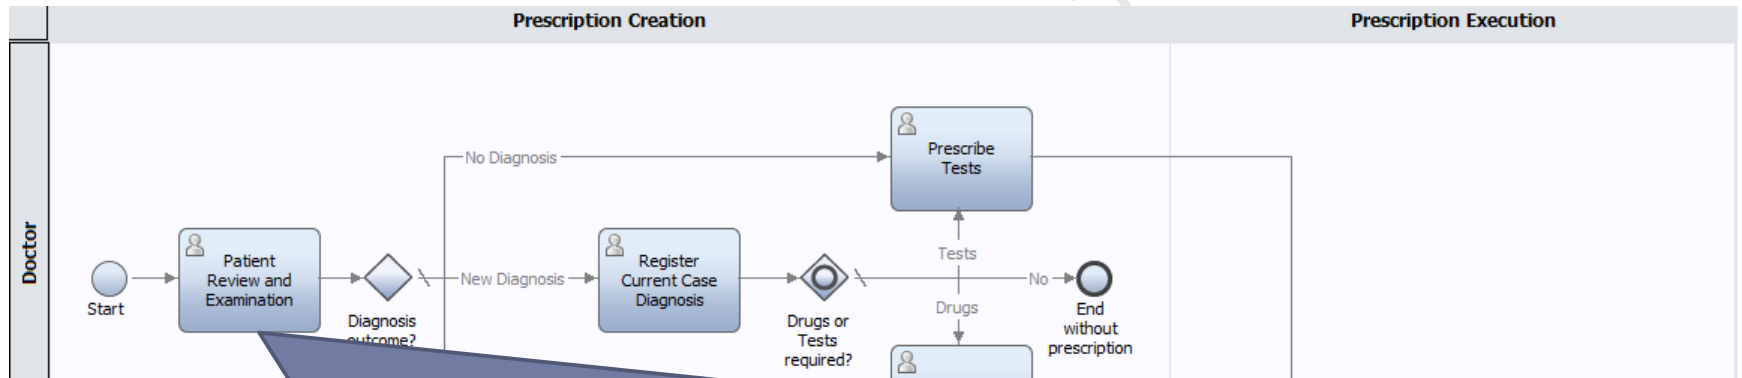 Prescription Creation
Prescription Execution
Doctor
Start
Patient
Review and
Examination
Diagnosis
outcome?
No Diagnosis
New Diagnosis
Register
Current Case
Diagnosis
Drugs or
Tests
required?
Prescribe
Tests
Tests
Drugs
No
End
without
prescription